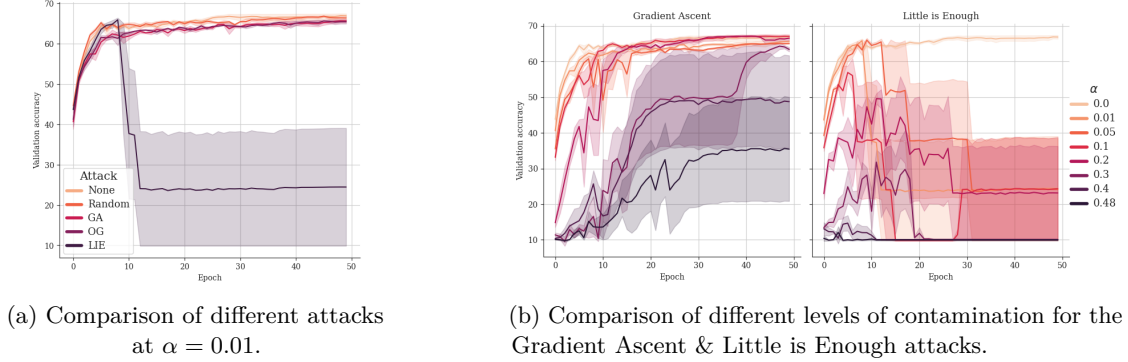 70
60
50
40
30
20
10
Validation accuracy
Attack
None
Random
GA
OG
LIE
0 10 20 30 40 50
Epoch
(a) Comparison of different attacks
at α = 0.01.
Gradient Ascent
Little is Enough
70
60
50
40
30
20
10
Validation accuracy
0 10 20 30 40 50
Epoch
0 10 20 30 40 50
Epoch
α
0.0
0.01
0.05
0.1
0.2
0.3
0.4
0.48
(b) Comparison of different levels of contamination for the
Gradient Ascent & Little is Enough attacks.